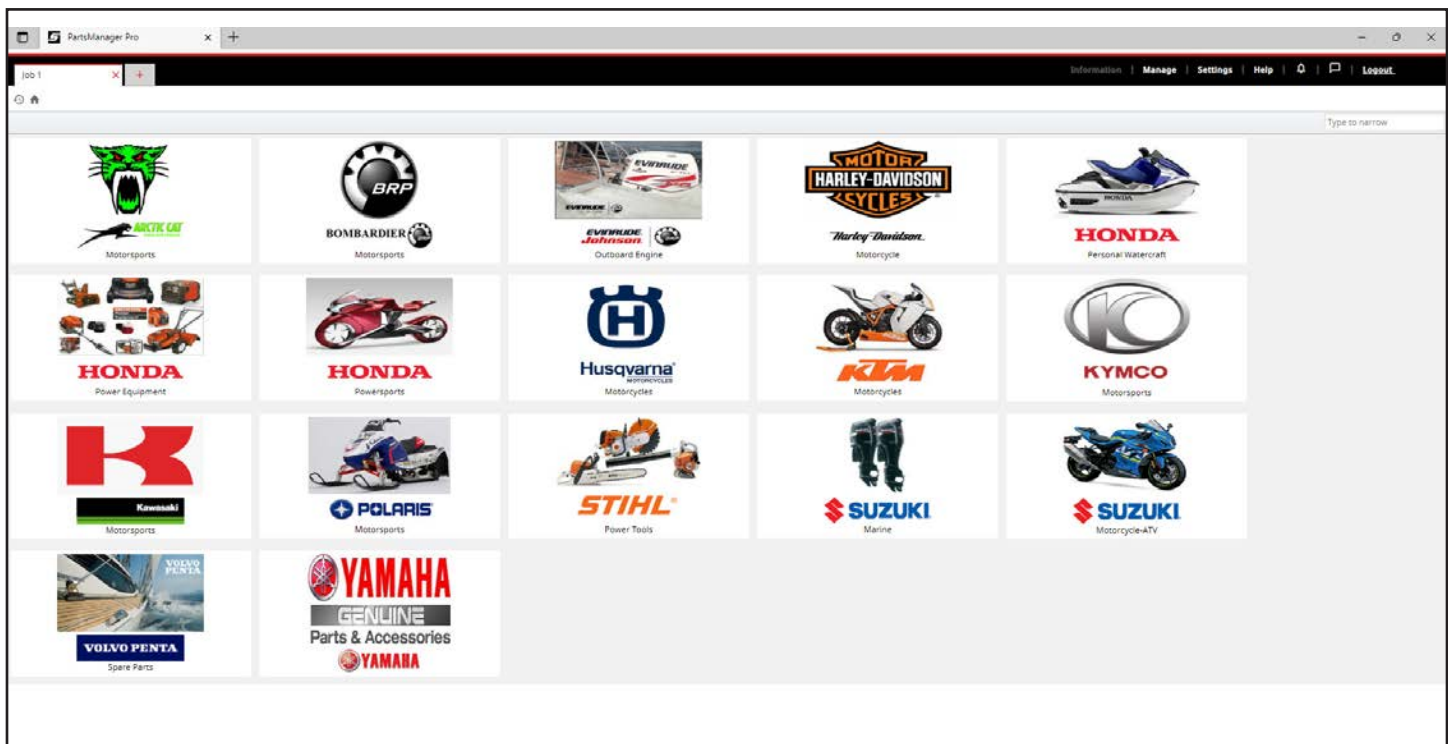 PartsManager Pro
Job 1
Information | Manage | Settings | Help | | | Logout
Type to narrow
ARCTIC CAT
Motorsports
BRP
BOMBARDIER
Motorsports
EVINRUDE
EVINRUDE
EVINRUDE
Johnson
Outboard Engine
MOTOR
HARLEY-DAVIDSON
CYCLES
Harley-Davidson
Motorcycle
HONDA
HONDA
Personal Watercraft
HONDA
Power Equipment
HONDA
Powersports
H
Husqvarna
MOTORCYCLES
Motorcycles
KTM
Motorcycles
KYMCO
Motorsports
Kawasaki
Motorsports
POLARIS
Motorsports
STIHL®
Power Tools
SUZUKI
Marine
SUZUKI
Motorcycle-ATV
VOLVO
PENTA
VOLVO PENTA
Spare Parts
YAMAHA
GENUINE
Parts & Accessories
YAMAHA